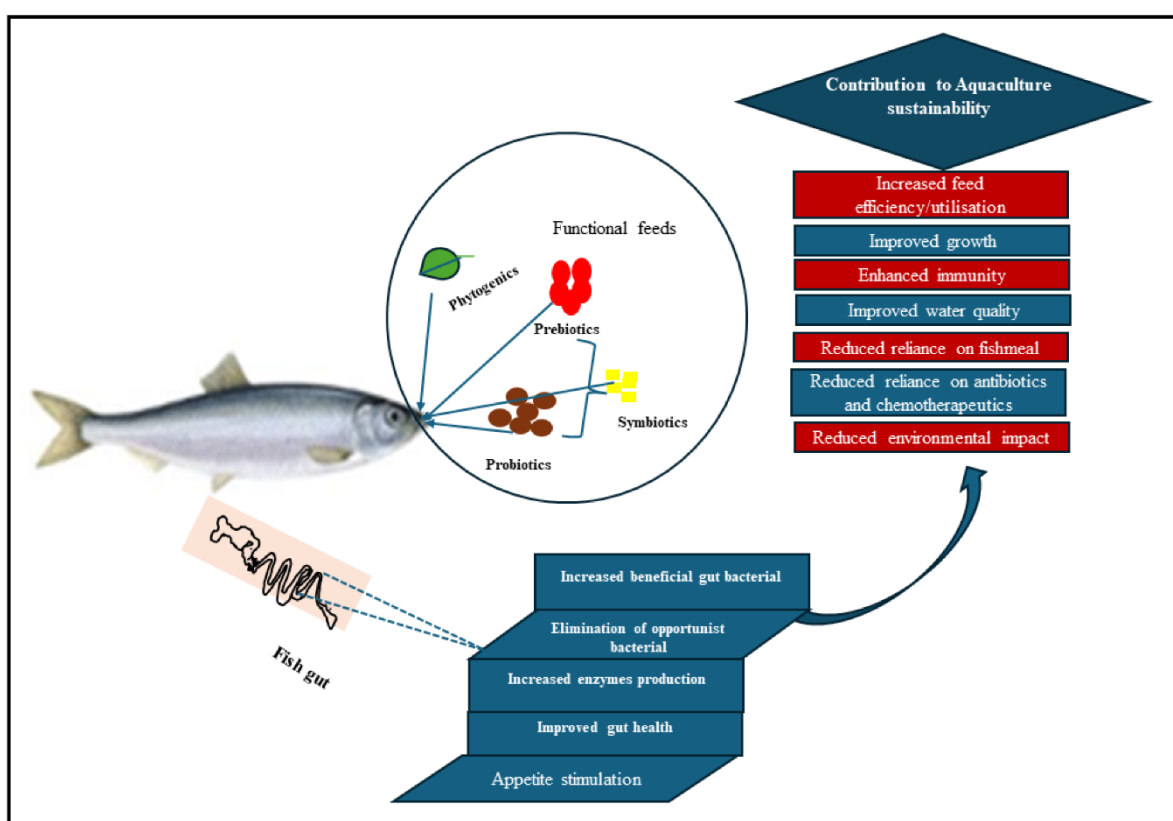 Contribution to Aquaculture
sustainability
Increased feed
efficiency/utilisation
Improved growth
Enhanced immunity
Improved water quality
Reduced reliance on fishmeal
Reduced reliance on antibiotics
and chemotherapeutics
Reduced environmental impact
Functional feeds
Phytogenics
Prebiotics
Symbiotics
Probiotics
Fish gut
Increased beneficial gut bacterial
Elimination of opportunist
bacterial
Increased enzymes production
Improved gut health
Appetite stimulation